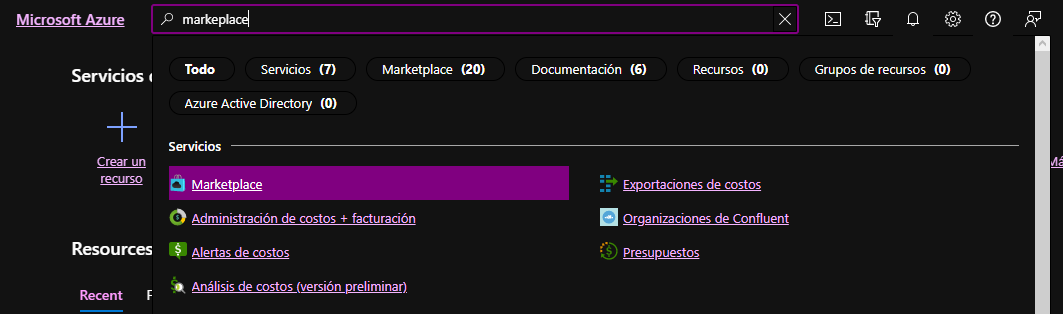 Microsoft Azure
markeplace
Servicios
Todo
Servicios (7)
Marketplace (20)
Documentación (6)
Recursos (0)
Grupos de recursos (0)
Azure Active Directory (0)
Crear un
recurso
Servicios
Marketplace
Exportaciones de costos
Administración de costos + facturación
Organizaciones de Confluent
Alertas de costos
Presupuestos
Análisis de costos (versión preliminar)
Resources
Recent